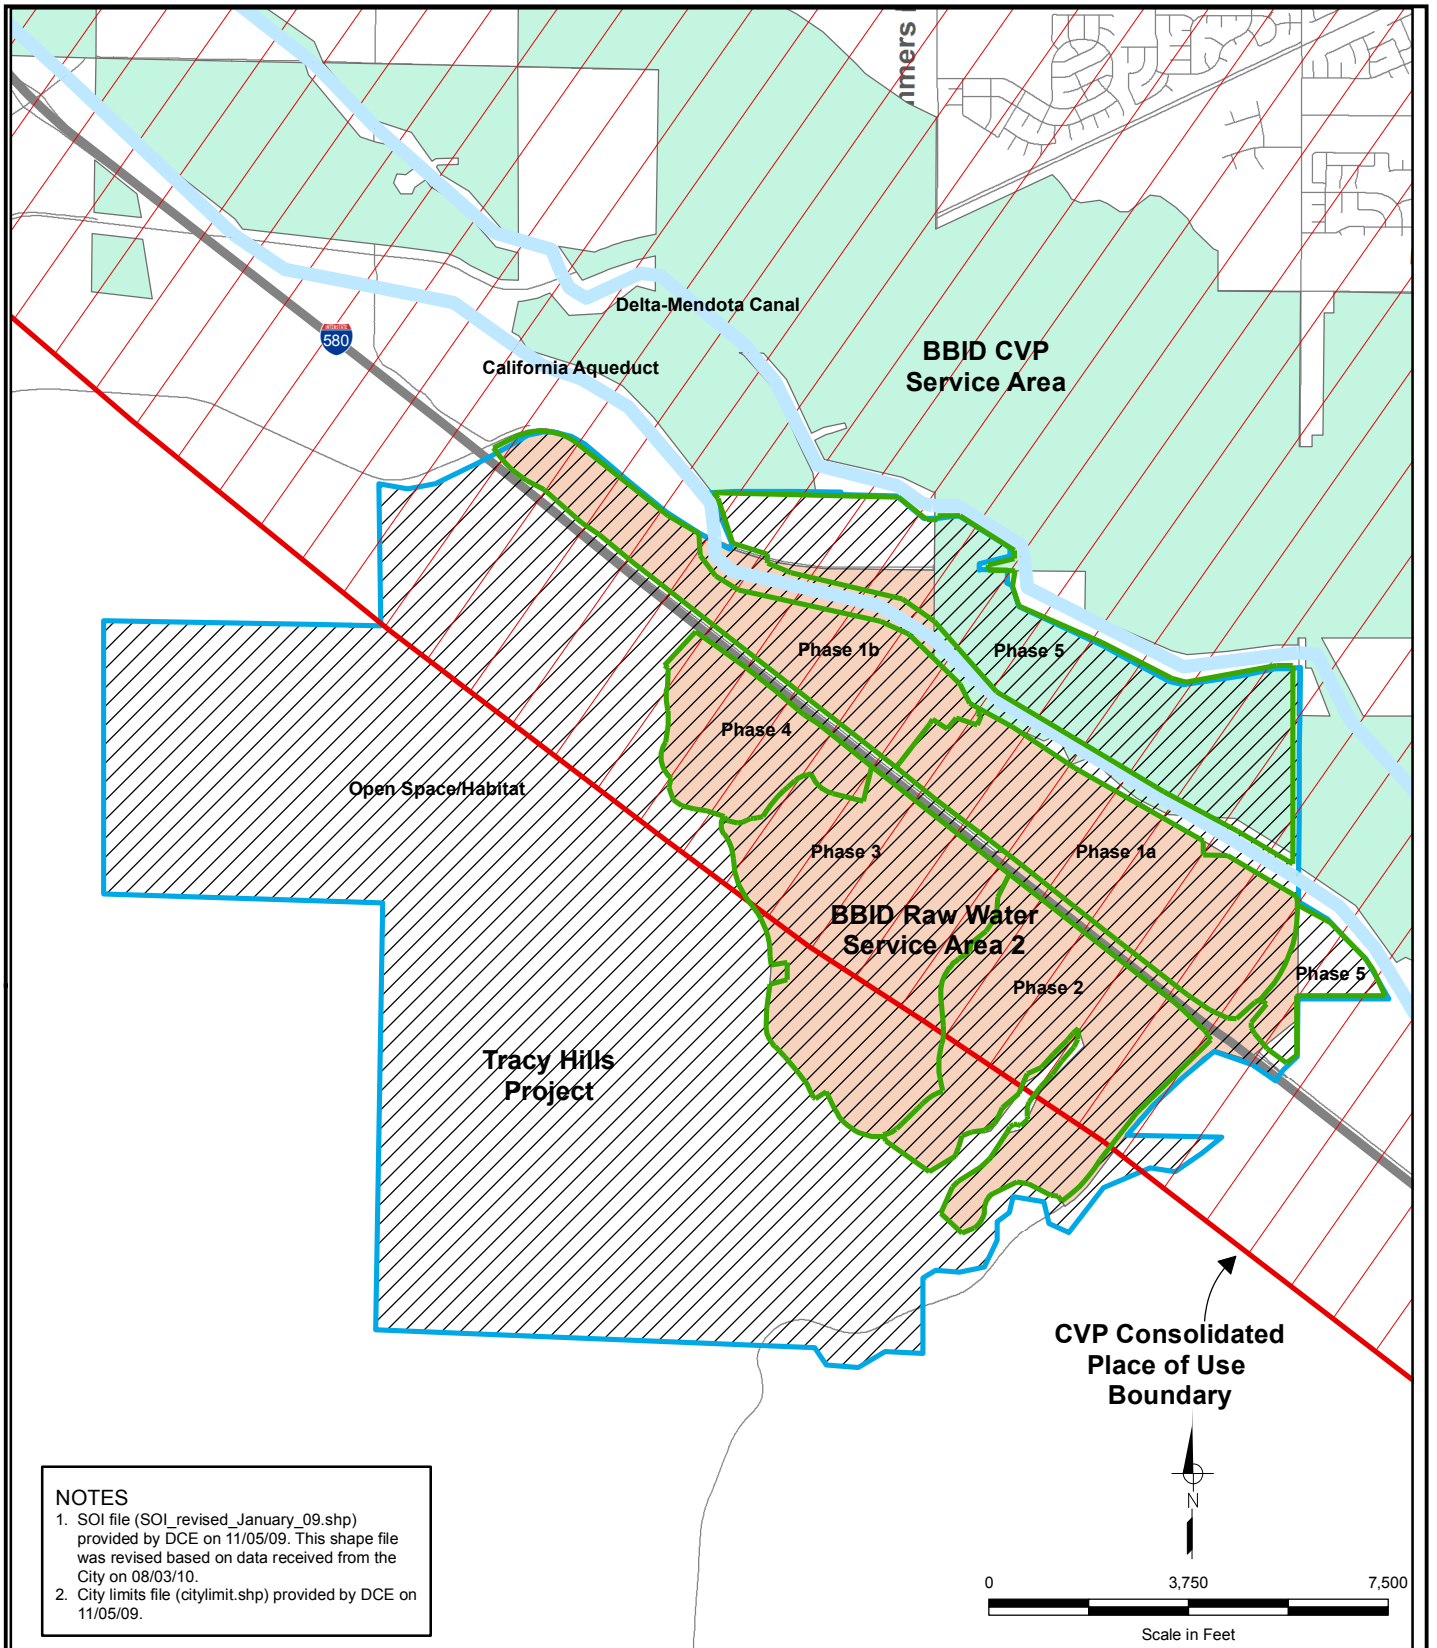 Delta-Mendota Canal
BBID CVP
Service Area
INTERSTATE
580
California Aqueduct
Phase 1b
Phase 5
Phase 4
Open Space/Habitat
Phase 3
Phase 1a
BBID Raw Water
Service Area 2
Phase 5
Phase 2
Tracy Hills
Project
CVP Consolidated
Place of Use
Boundary
N
NOTES
1. SOI file (SOI_revised_January_09.shp)
provided by DCE on 11/05/09. This shape file
was revised based on data received from the
City on 08/03/10.
2. City limits file (citylimit.shp) provided by DCE on
11/05/09.
0 3,750 7,500
Scale in Feet